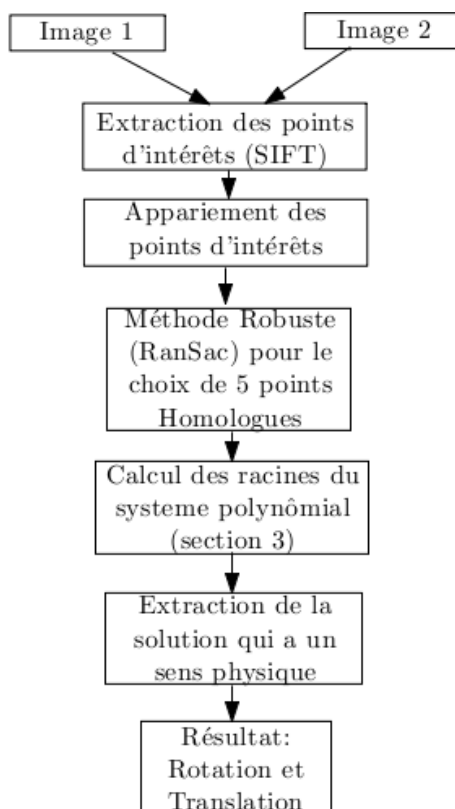 Image 1
Image 2
Extraction des points
d'intérêts (SIFT)
Appariement des
points d'intérêts
Méthode Robuste
(RanSac) pour le
choix de 5 points
Homologues
Calcul des racines du
systeme polynômial
(section 3)
Extraction de la
solution qui a un
sens physique
Résultat:
Rotation et
Translation